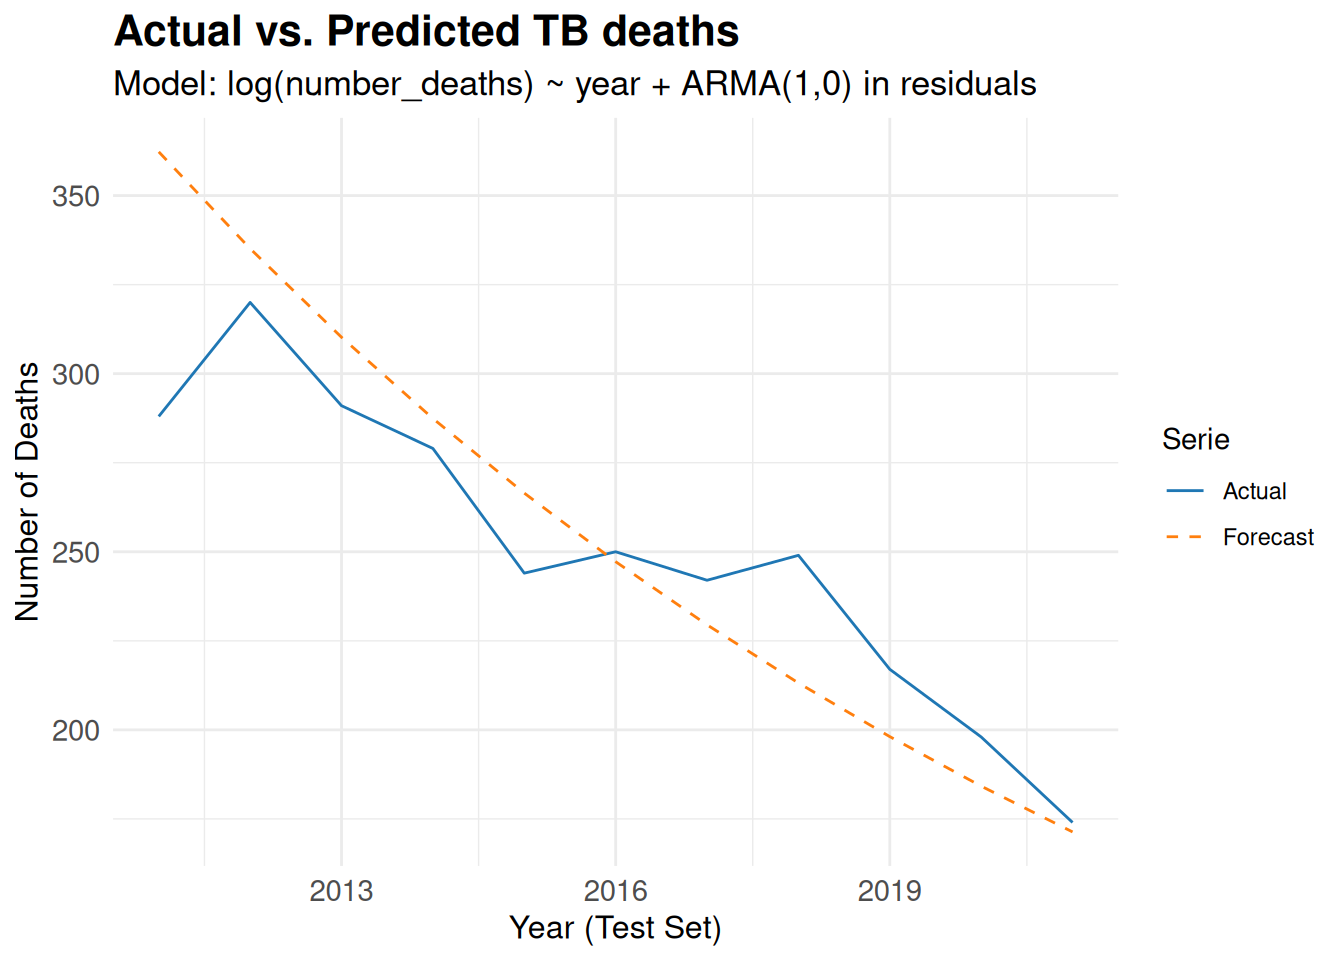 Actual vs. Predicted TB deaths
Model: log(number_deaths) ~ year + ARMA(1,0) in residuals
Number of Deaths
350
300
250
200
2013
2016
2019
Year (Test Set)
Serie
Actual
Forecast